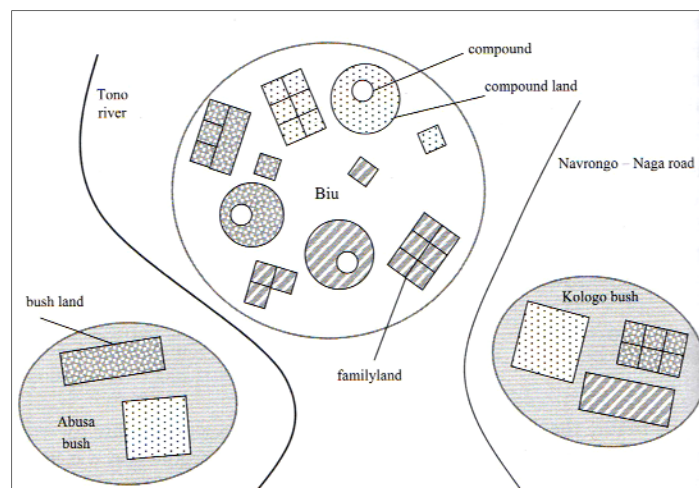 compound
compound land
Tono
river
Navrongo – Naga road
Biu
bush land
Kologo bush
familyland
Abusa
bush